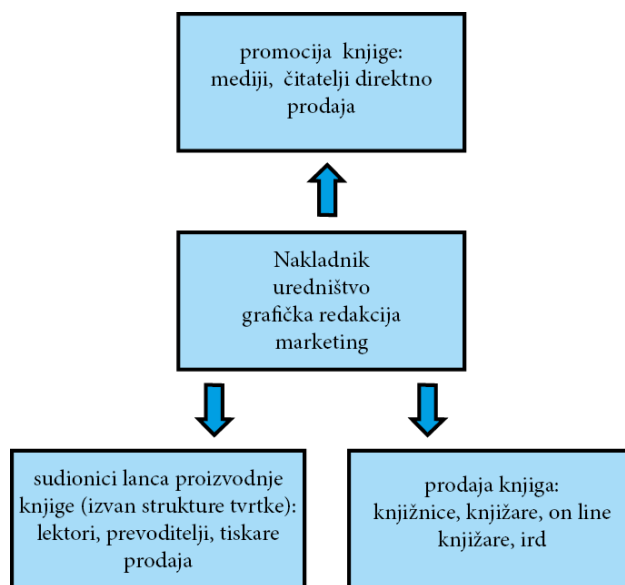 promocija knjige:
mediji, čitatelji direktno
prodaja
Nakladnik
uredništvo
grafička redakcija
marketing
sudionici lanca proizvodnje
knjige (izvan strukture tvrtke):
lektori, prevoditelji, tiskare
prodaja
prodaja knjiga:
knjižnice, knjižare, on line
knjižare, ird